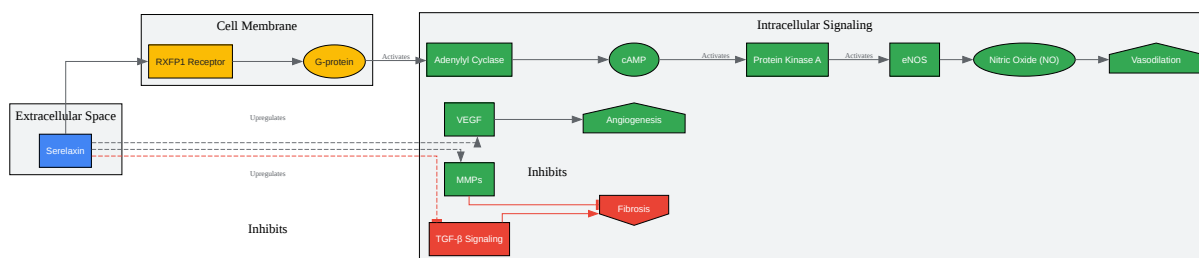 Cell Membrane
Intracellular Signaling
RXFP1 Receptor
G-protein
Activates
Adenylyl Cyclase
cAMP
Activates
Protein Kinase A
Activates
eNOS
Nitric Oxide (NO)
Vasodilation
Extracellular Space
Serelaxin
Upregulates
VEGF
Angiogenesis
Upregulates
MMPs
Inhibits
Fibrosis
Inhibits
TGF-β Signaling